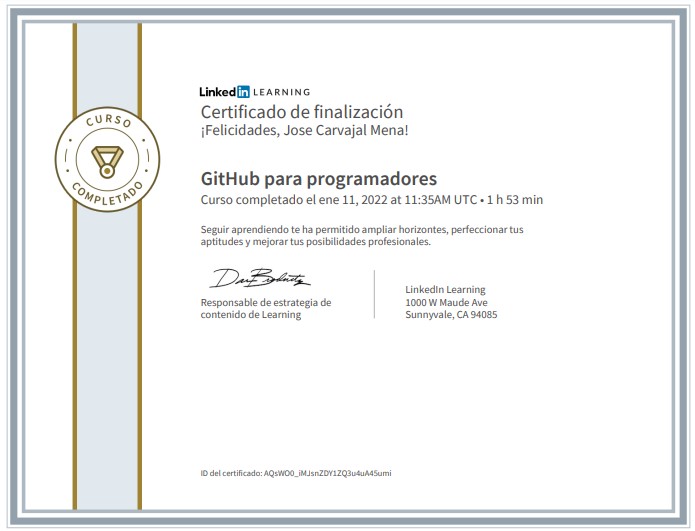 CURSO
COMPLETADO
Linked in LEARNING
Certificado de finalización
¡Felicidades, Jose Carvajal Mena!
GitHub para programadores
Curso completado el ene 11, 2022 at 11:35AM UTC • 1 h 53 min
Seguir aprendiendo te ha permitido ampliar horizontes, perfeccionar tus
aptitudes y mejorar tus posibilidades profesionales.
Responsable de estrategia de
contenido de Learning
LinkedIn Learning
1000 W Maude Ave
Sunnyvale, CA 94085
ID del certificado: AQsWO0_iMJsnZDY1ZQ3u4uA45umi